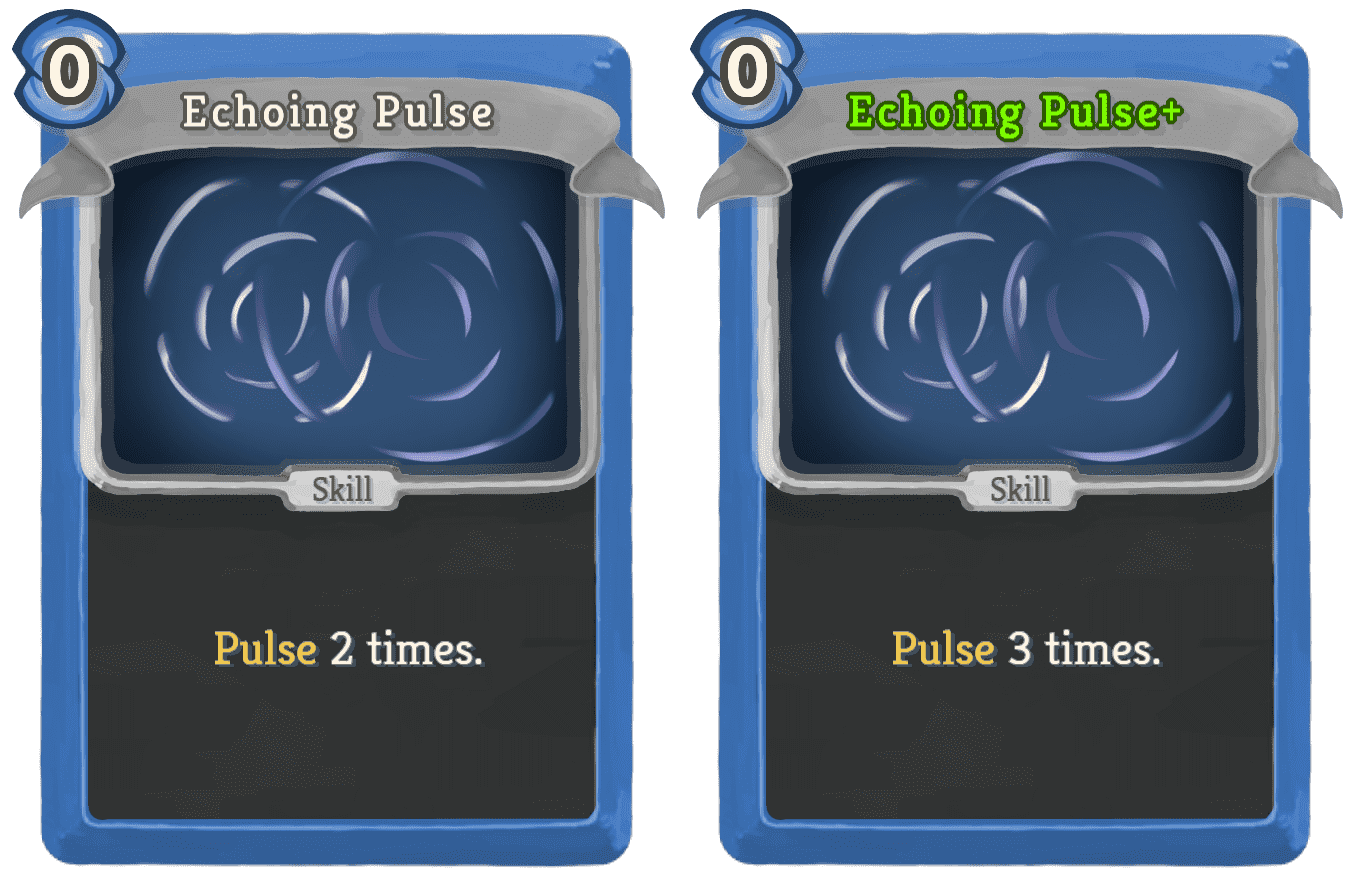 0
Echoing Pulse
Skill
Pulse 2 times.
0
Echoing Pulse+
Skill
Pulse 3 times.